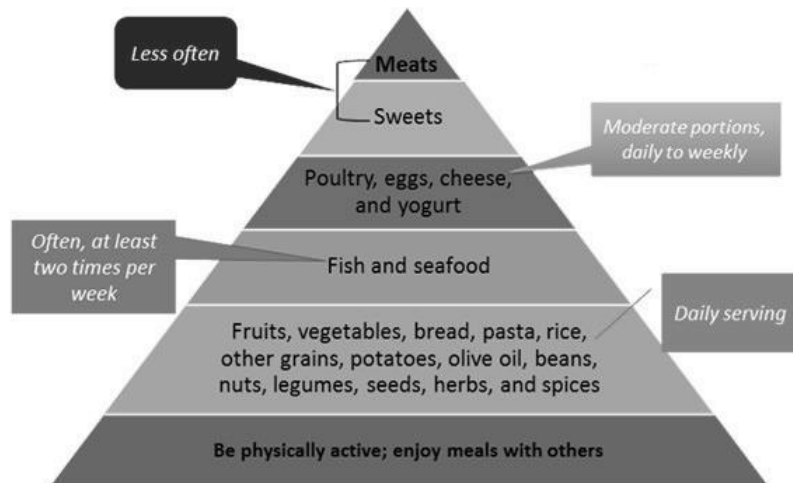 Less often
Meats
Sweets
Moderate portions,
daily to weekly
Poultry, eggs, cheese,
and yogurt
Often, at least
two times per
week
Fish and seafood
Daily serving
Fruits, vegetables, bread, pasta, rice,
other grains, potatoes, olive oil, beans,
nuts, legumes, seeds, herbs, and spices
Be physically active; enjoy meals with others